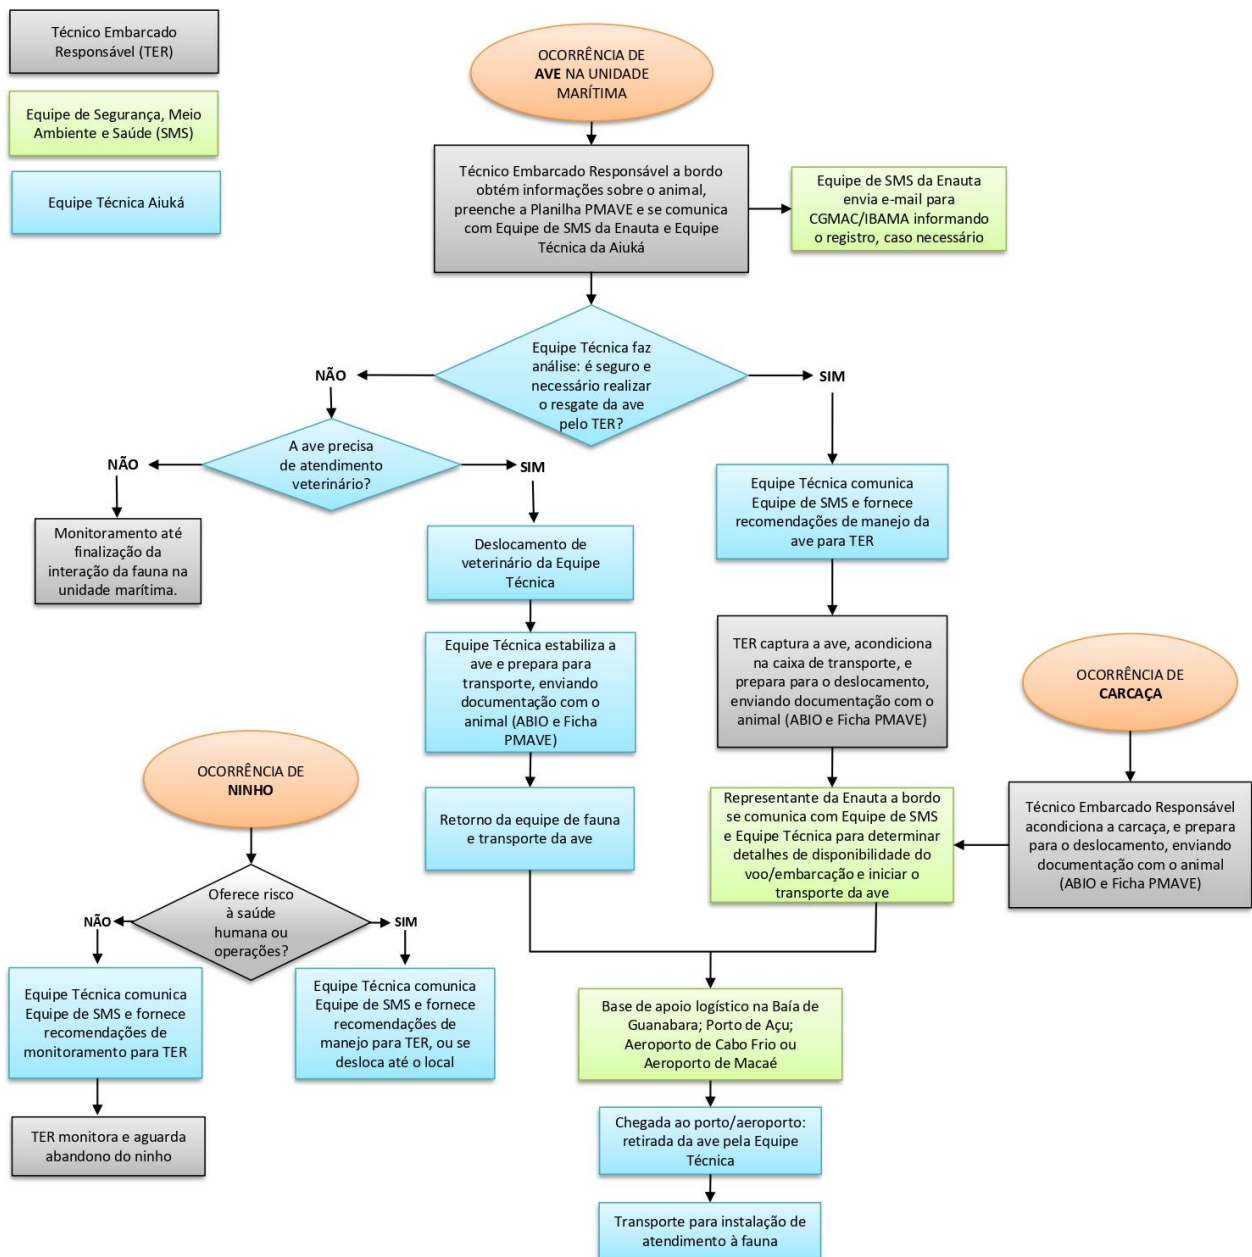 Técnico Embarcado
Responsável (TER)
Equipe de Segurança, Meio
Ambiente e Saúde (SMS)
Equipe Técnica Aiuká
OCORRÊNCIA DE
AVE NA UNIDADE
MARÍTIMA
Técnico Embarcado Responsável a bordo
obtém informações sobre o animal,
preenche a Planilha PMAVE e se comunica
com Equipe de SMS da Enauta e Equipe
Técnica da Aiuká
Equipe de SMS da Enauta
envia e-mail para
CGMAC/IBAMA informando
o registro, caso necessário
Equipe Técnica faz
análise: é seguro e
necessário realizar
o resgate da ave
pelo TER?
NÃO
SIM
A ave precisa
de atendimento
veterinário?
NÃO
SIM
Monitoramento até
finalização da
interação da fauna na
unidade marítima.
Deslocamento de
veterinário da Equipe
Técnica
Equipe Técnica estabiliza a
ave e prepara para
transporte, enviando
documentação com o
animal (ABIO e Ficha
PMAVE)
Retorno da equipe de fauna
e transporte da ave
Equipe Técnica comunica
Equipe de SMS e fornece
recomendações de manejo da
ave para TER
TER captura a ave, acondiciona
na caixa de transporte, e
prepara para o deslocamento,
enviando documentação com o
animal (ABIO e Ficha PMAVE)
Representante da Enauta a bordo
se comunica com Equipe de SMS
e Equipe Técnica para determinar
detalhes de disponibilidade do
voo/embarcação e iniciar o
transporte da ave
OCORRÊNCIA DE
CARCAÇA
Técnico Embarcado Responsável
acondiciona a carcaça, e prepara
para o deslocamento, enviando
documentação com o animal
(ABIO e Ficha PMAVE)
OCORRÊNCIA DE
NINHO
Oferece risco
à saúde
humana ou
operações?
NÃO
SIM
Equipe Técnica comunica
Equipe de SMS e fornece
recomendações de
monitoramento para TER
Equipe Técnica comunica
Equipe de SMS e fornece
recomendações de
manejo para TER, ou se
desloca até o local
TER monitora e aguarda
abandono do ninho
Base de apoio logístico na Baía de
Guanabara; Porto de Açu;
Aeroporto de Cabo Frio ou
Aeroporto de Macaé
Chegada ao porto/aeroporto:
retirada da ave pela Equipe
Técnica
Transporte para instalação de
atendimento à fauna